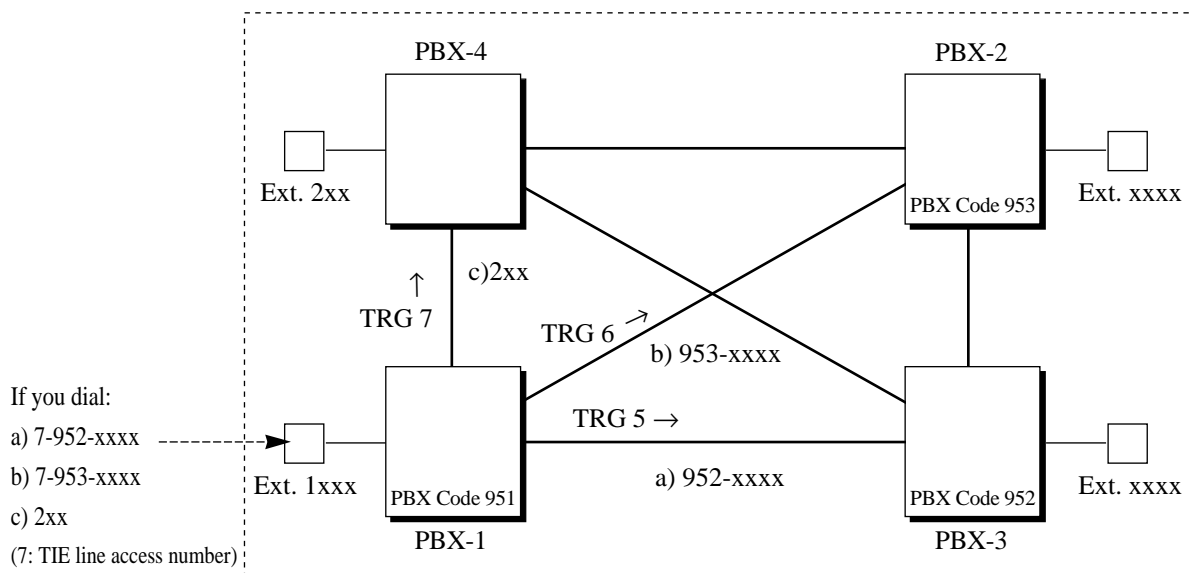 PBX-4
PBX-2
Ext. 2xx
PBX Code 953
Ext. xxxx
↑
c)2xx
TRG 7
TRG 6 →
b) 953-xxxx
If you dial:
a) 7-952-xxxx
b) 7-953-xxxx
c) 2xx
(7: TIE line access number)
TRG 5 →
Ext. 1xxx
PBX Code 951
a) 952-xxxx
PBX Code 952
Ext. xxxx
PBX-1
PBX-3